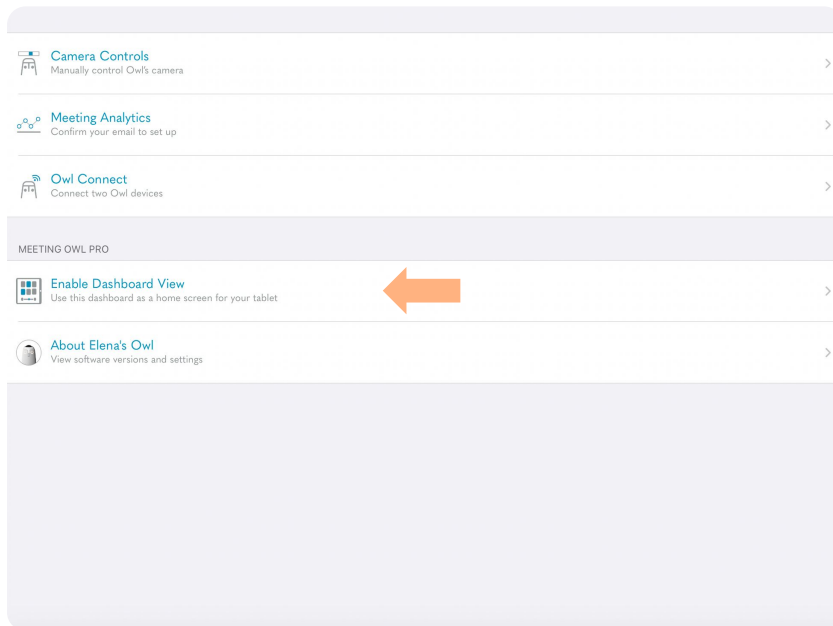 Camera Controls
Manually control Owl's camera
Meeting Analytics
Confirm your email to set up
Owl Connect
Connect two Owl devices
MEETING OWL PRO
Enable Dashboard View
Use this dashboard as a home screen for your tablet
About Elena's Owl
View software versions and settings